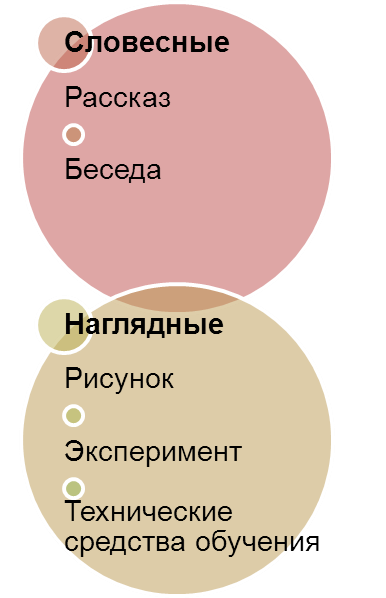 Словесные
Рассказ
Беседа
Наглядные
Рисунок
Эксперимент
Технические
средства обучения